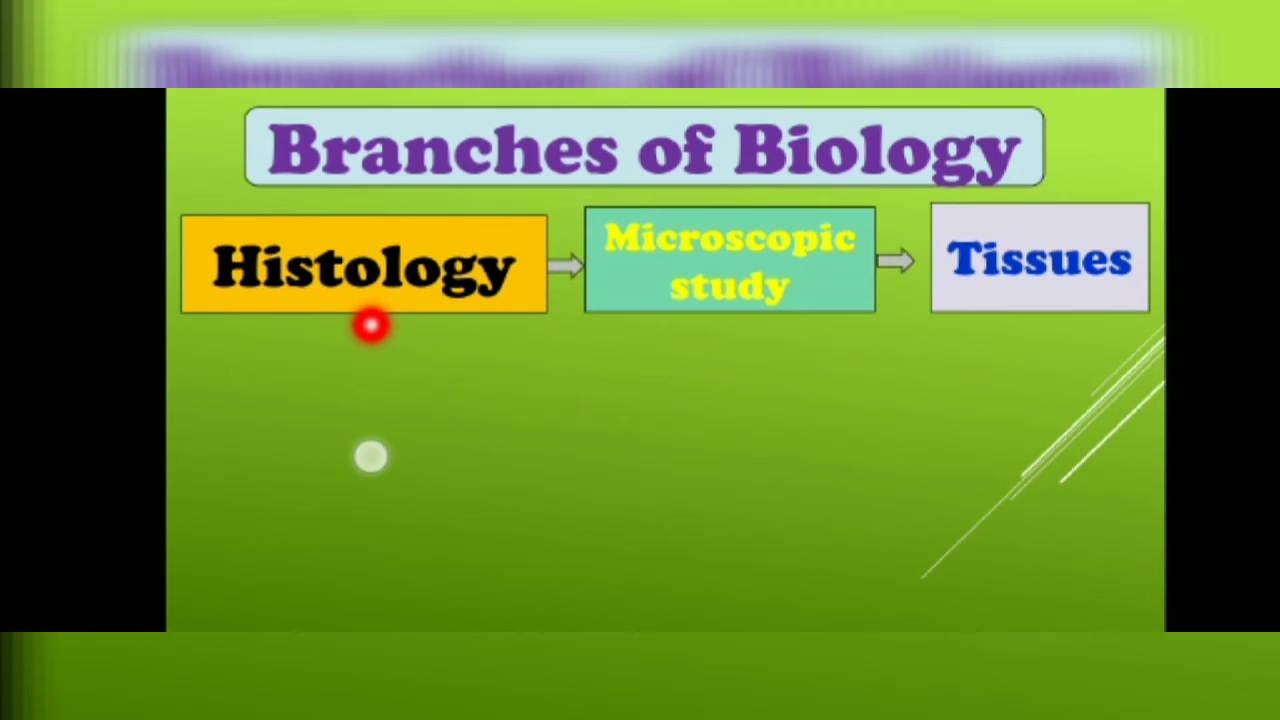 Branches of Biology
Histology
Microscopic
study
Tissues